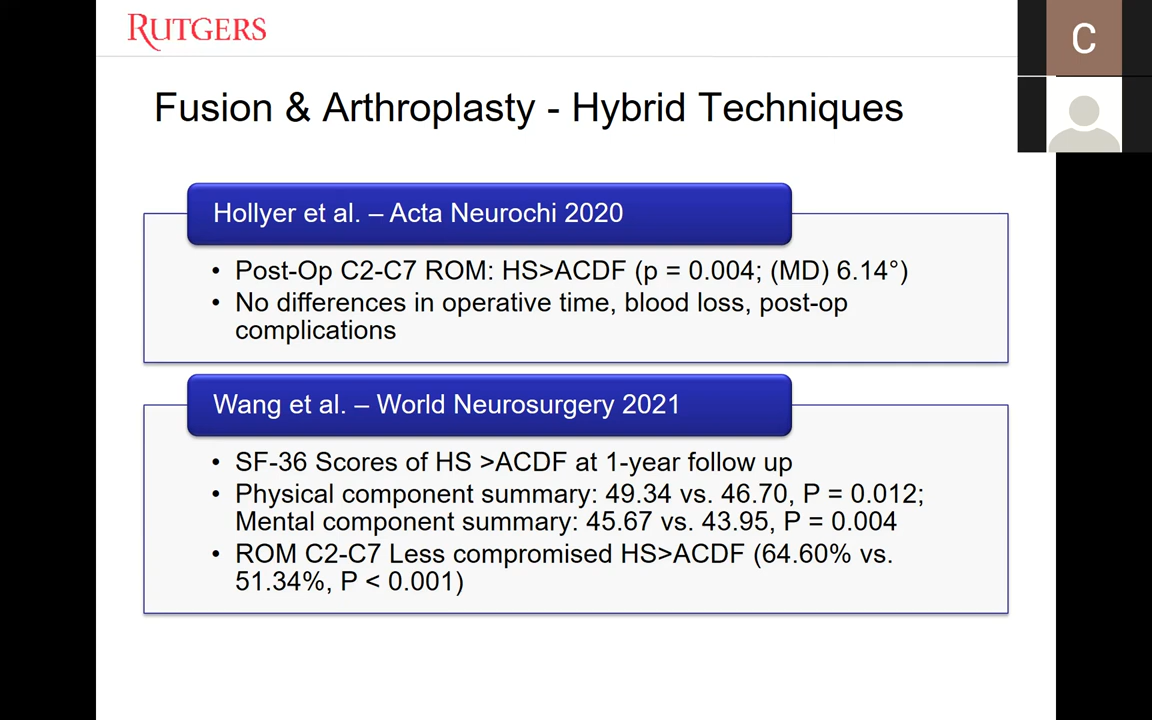 RUTGERS
C
Fusion & Arthroplasty - Hybrid Techniques
Hollyer et al. – Acta Neurochi 2020
• Post-Op C2-C7 ROM: HS>ACDF (p = 0.004; (MD) 6.14°)
• No differences in operative time, blood loss, post-op
complications
Wang et al. – World Neurosurgery 2021
• SF-36 Scores of HS >ACDF at 1-year follow up
• Physical component summary: 49.34 vs. 46.70, P = 0.012;
Mental component summary: 45.67 vs. 43.95, P = 0.004
• ROM C2-C7 Less compromised HS>ACDF (64.60% vs.
51.34%, P < 0.001)